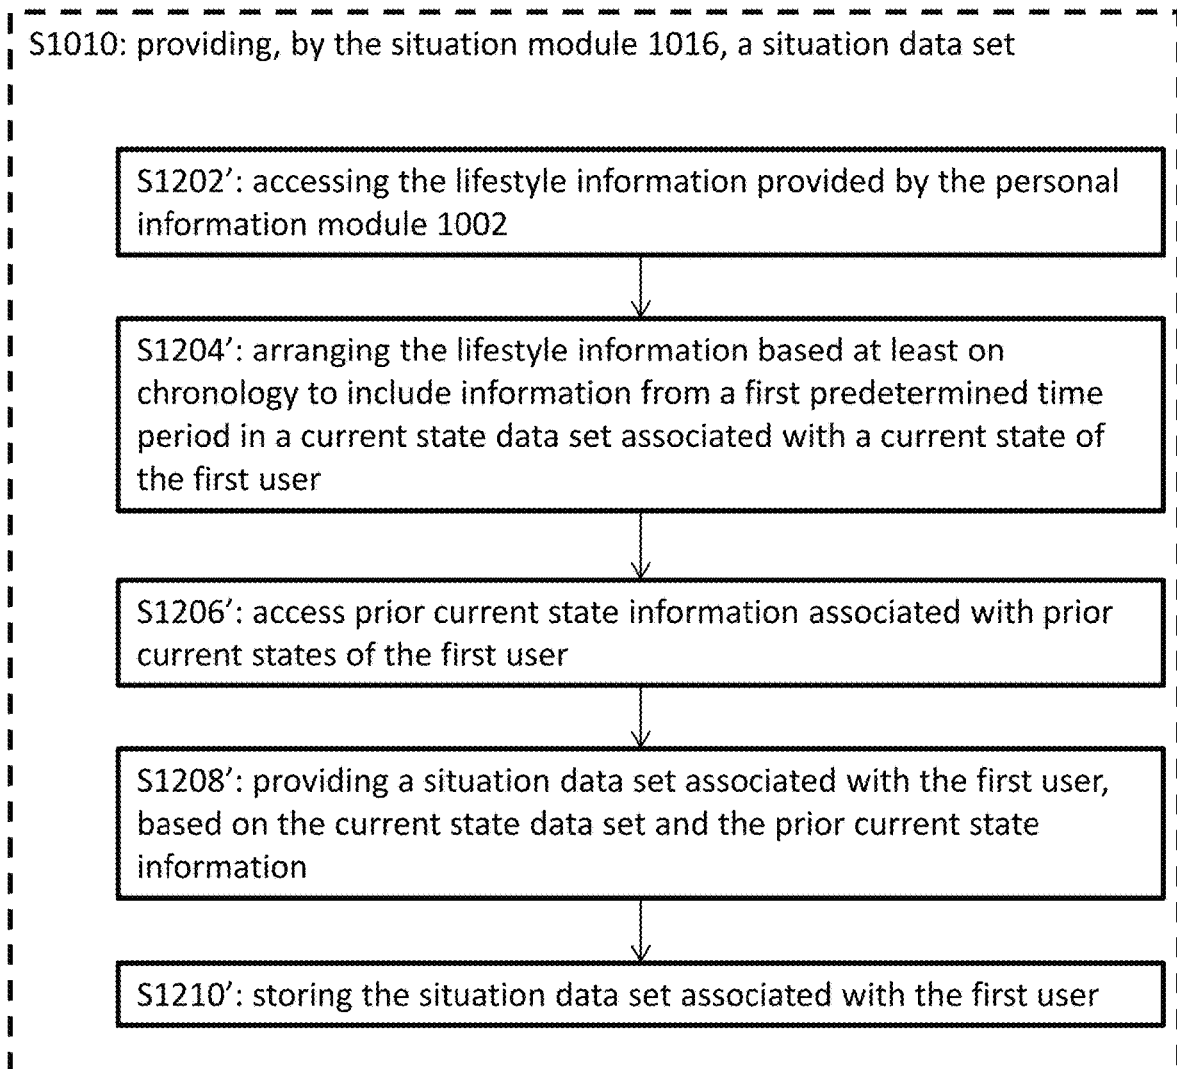 S1010: providing, by the situation module 1016, a situation data set
S1202’: accessing the lifestyle information provided by the personal
information module 1002
S1204’: arranging the lifestyle information based at least on
chronology to include information from a first predetermined time
period in a current state data set associated with a current state of
the first user
S1206’: access prior current state information associated with prior
current states of the first user
S1208’: providing a situation data set associated with the first user,
based on the current state data set and the prior current state
information
S1210’: storing the situation data set associated with the first user